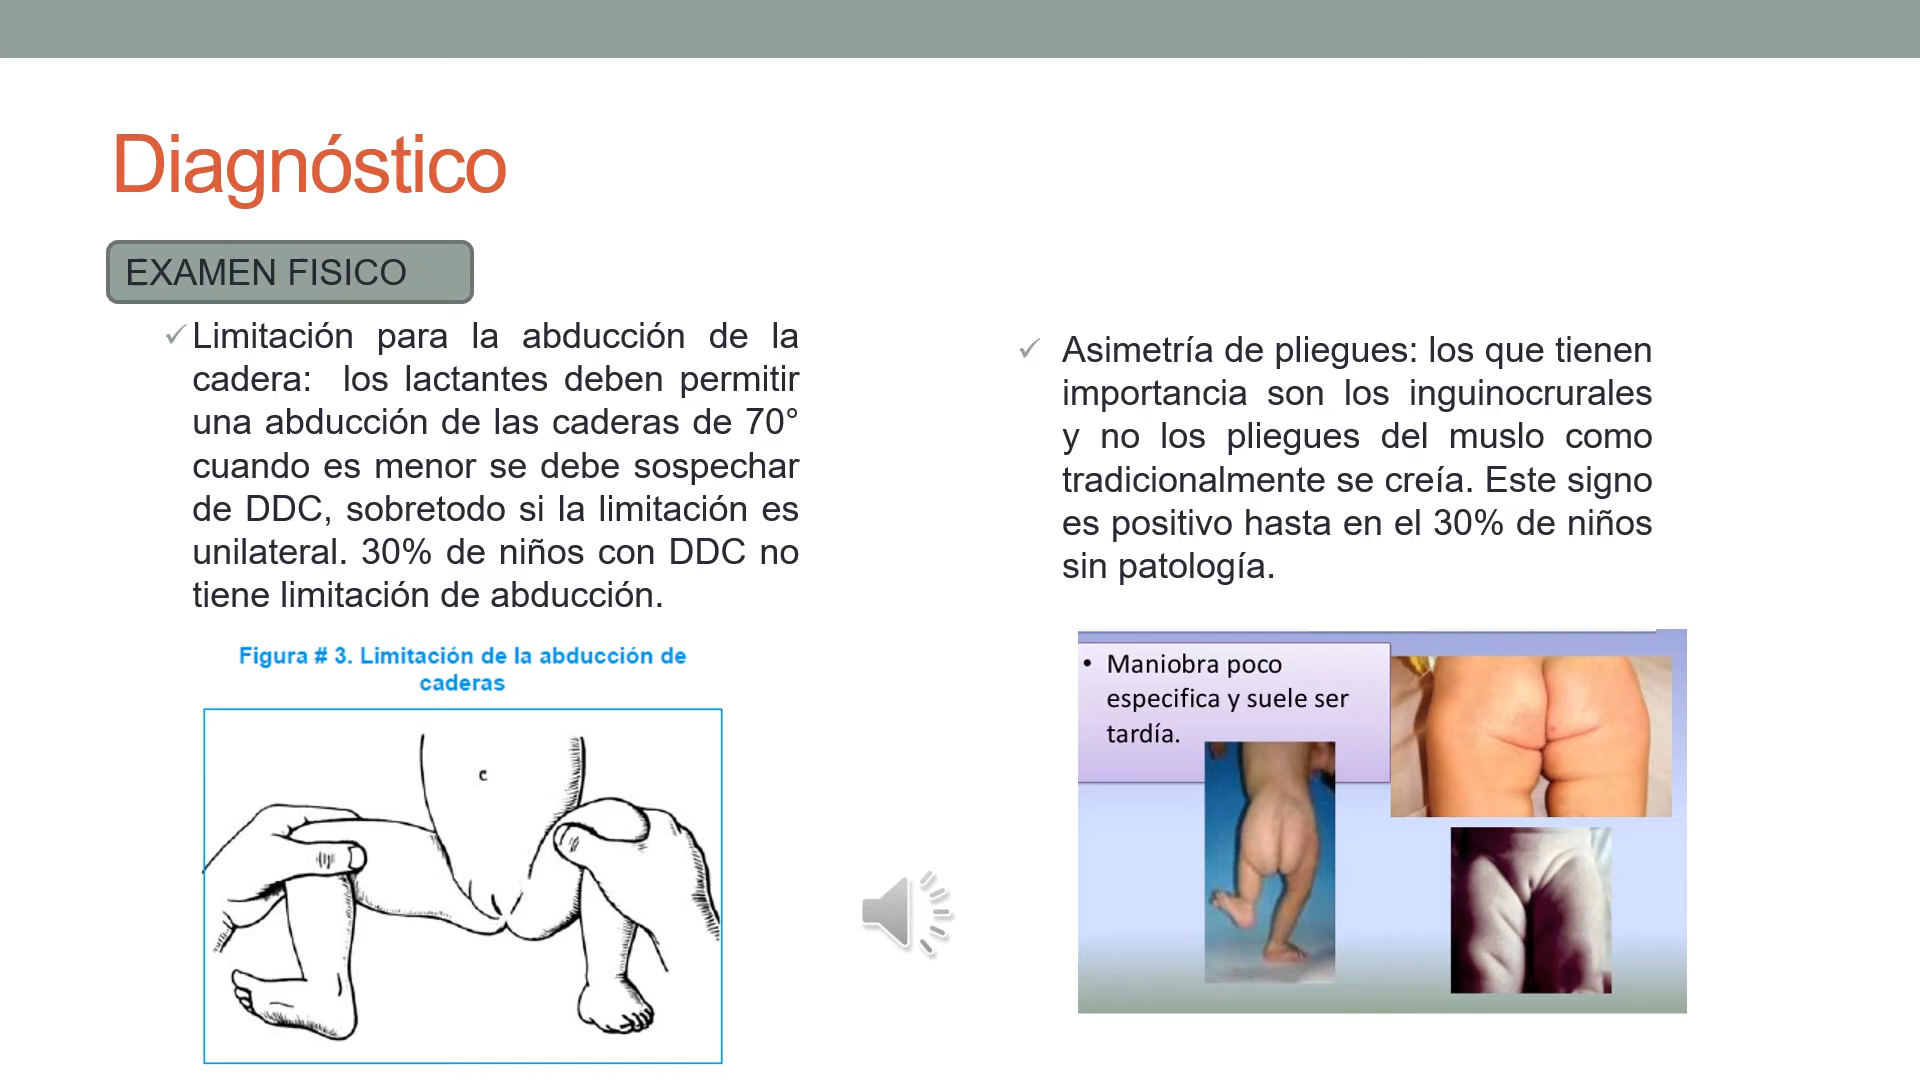 Diagnóstico
EXAMEN FISICO
✓Limitación para la abducción de la
cadera: los lactantes deben permitir
una abducción de las caderas de 70°
cuando es menor se debe sospechar
de DDC, sobretodo si la limitación es
unilateral. 30% de niños con DDC no
tiene limitación de abducción.
Figura # 3. Limitación de la abducción de
caderas
✓ Asimetría de pliegues: los que tienen
importancia son los inguinocrurales
y no los pliegues del muslo como
tradicionalmente se creía. Este signo
es positivo hasta en el 30% de niños
sin patología.
• Maniobra poco
especifica y suele ser
tardía.